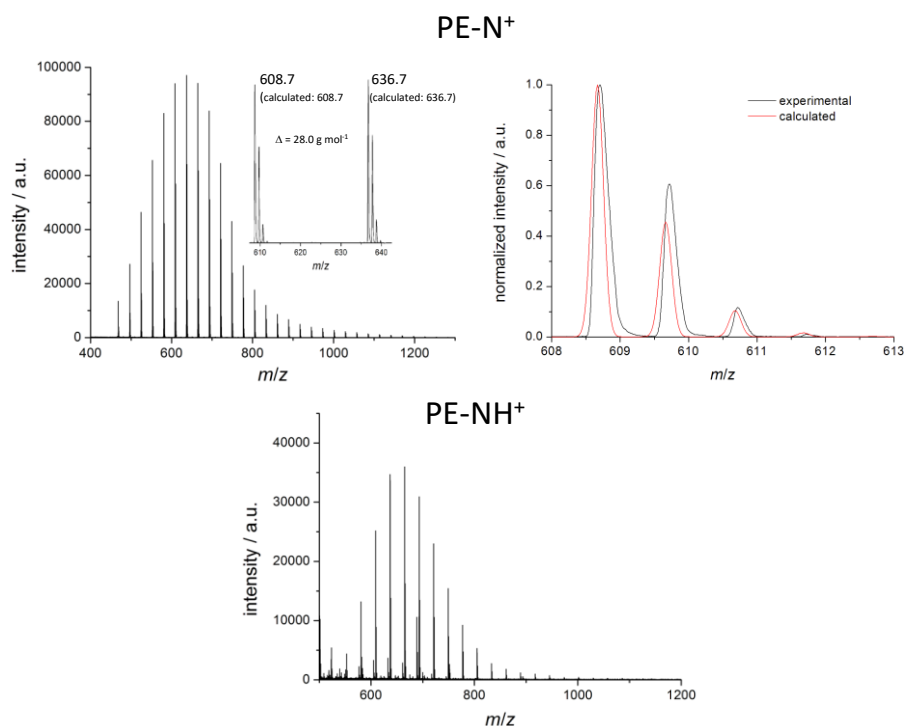 PE-N⁺
100000
80000
60000
40000
20000
0
intensity / a.u.
400 600 800 1000 1200
m/z
608.7
(calculated: 608.7
636.7
(calculated: 636.7)
Δ = 28.0 g mol⁻¹
610 620 630 640
m/z
1.0
0.8
0.6
0.4
0.2
0.0
normalized intensity / a.u.
experimental
calculated
608 609 610 611 612 613
m/z
PE-NH⁺
40000
30000
20000
10000
0
intensity / a.u.
600 800 1000 1200
m/z